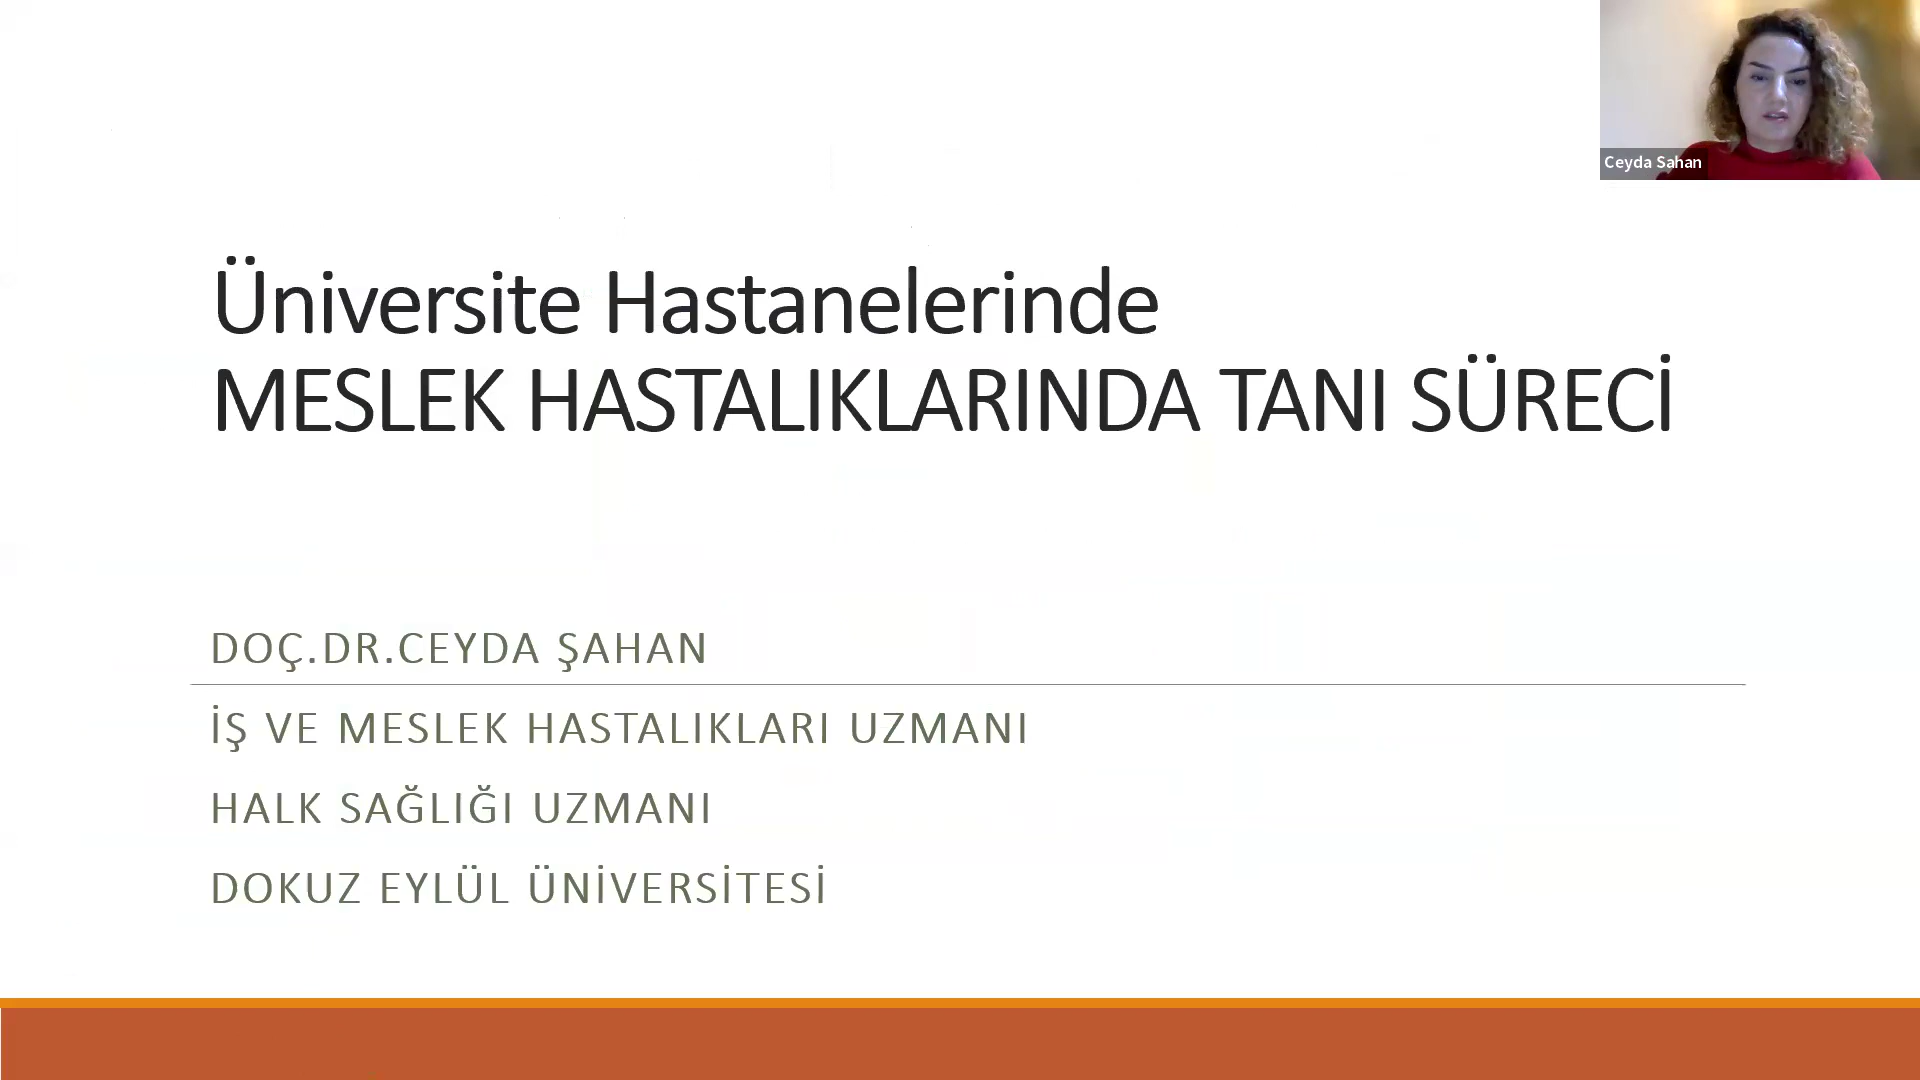 Ceyda Sahan
Üniversite Hastanelerinde
MESLEK HASTALIKLARINDA TANI SÜRECİ
DOÇ.DR.CEYDA ŞAHAN
İŞ VE MESLEK HASTALIKLARI UZMANI
HALK SAĞLIĞI UZMANI
DOKUZ EYLÜL ÜNİVERSİTESİ